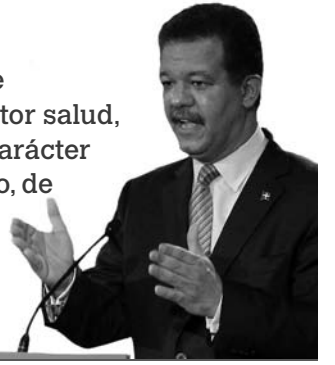 e
tor salud,
arácter
o, de